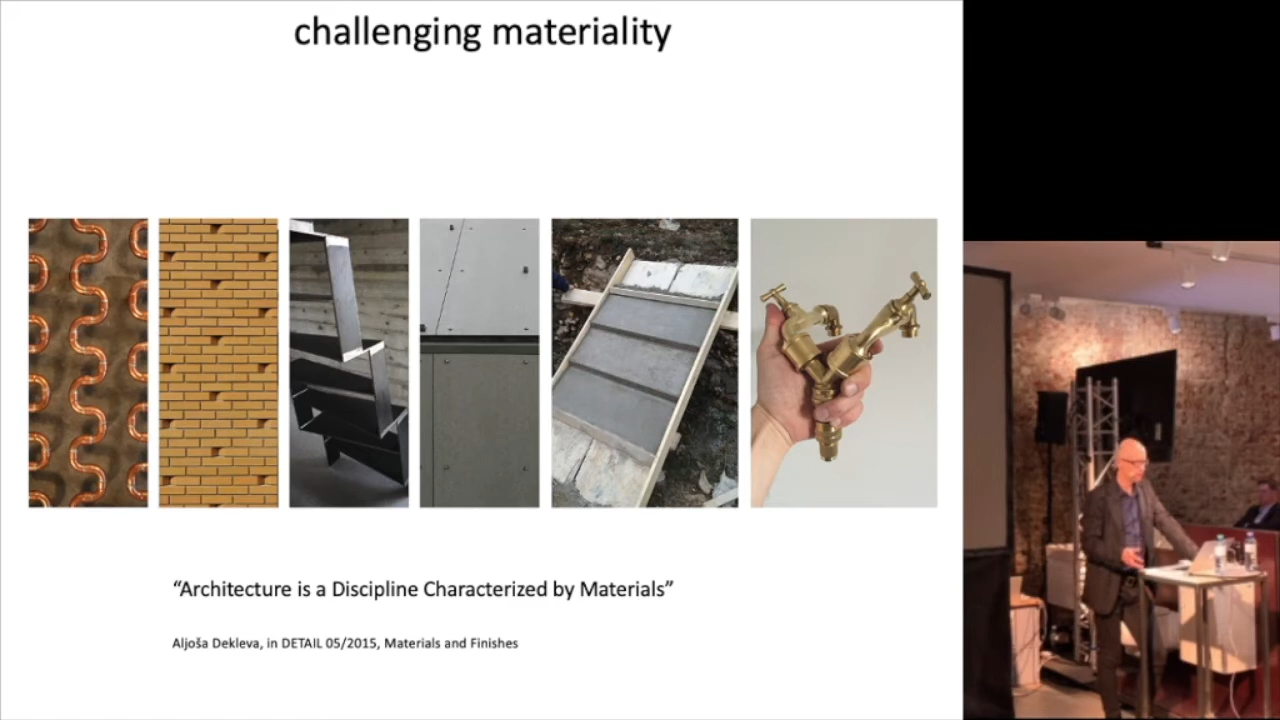 challenging materiality
“Architecture is a Discipline Characterized by Materials”
Aljoša Dekleva, in DETAIL 05/2015, Materials and Finishes